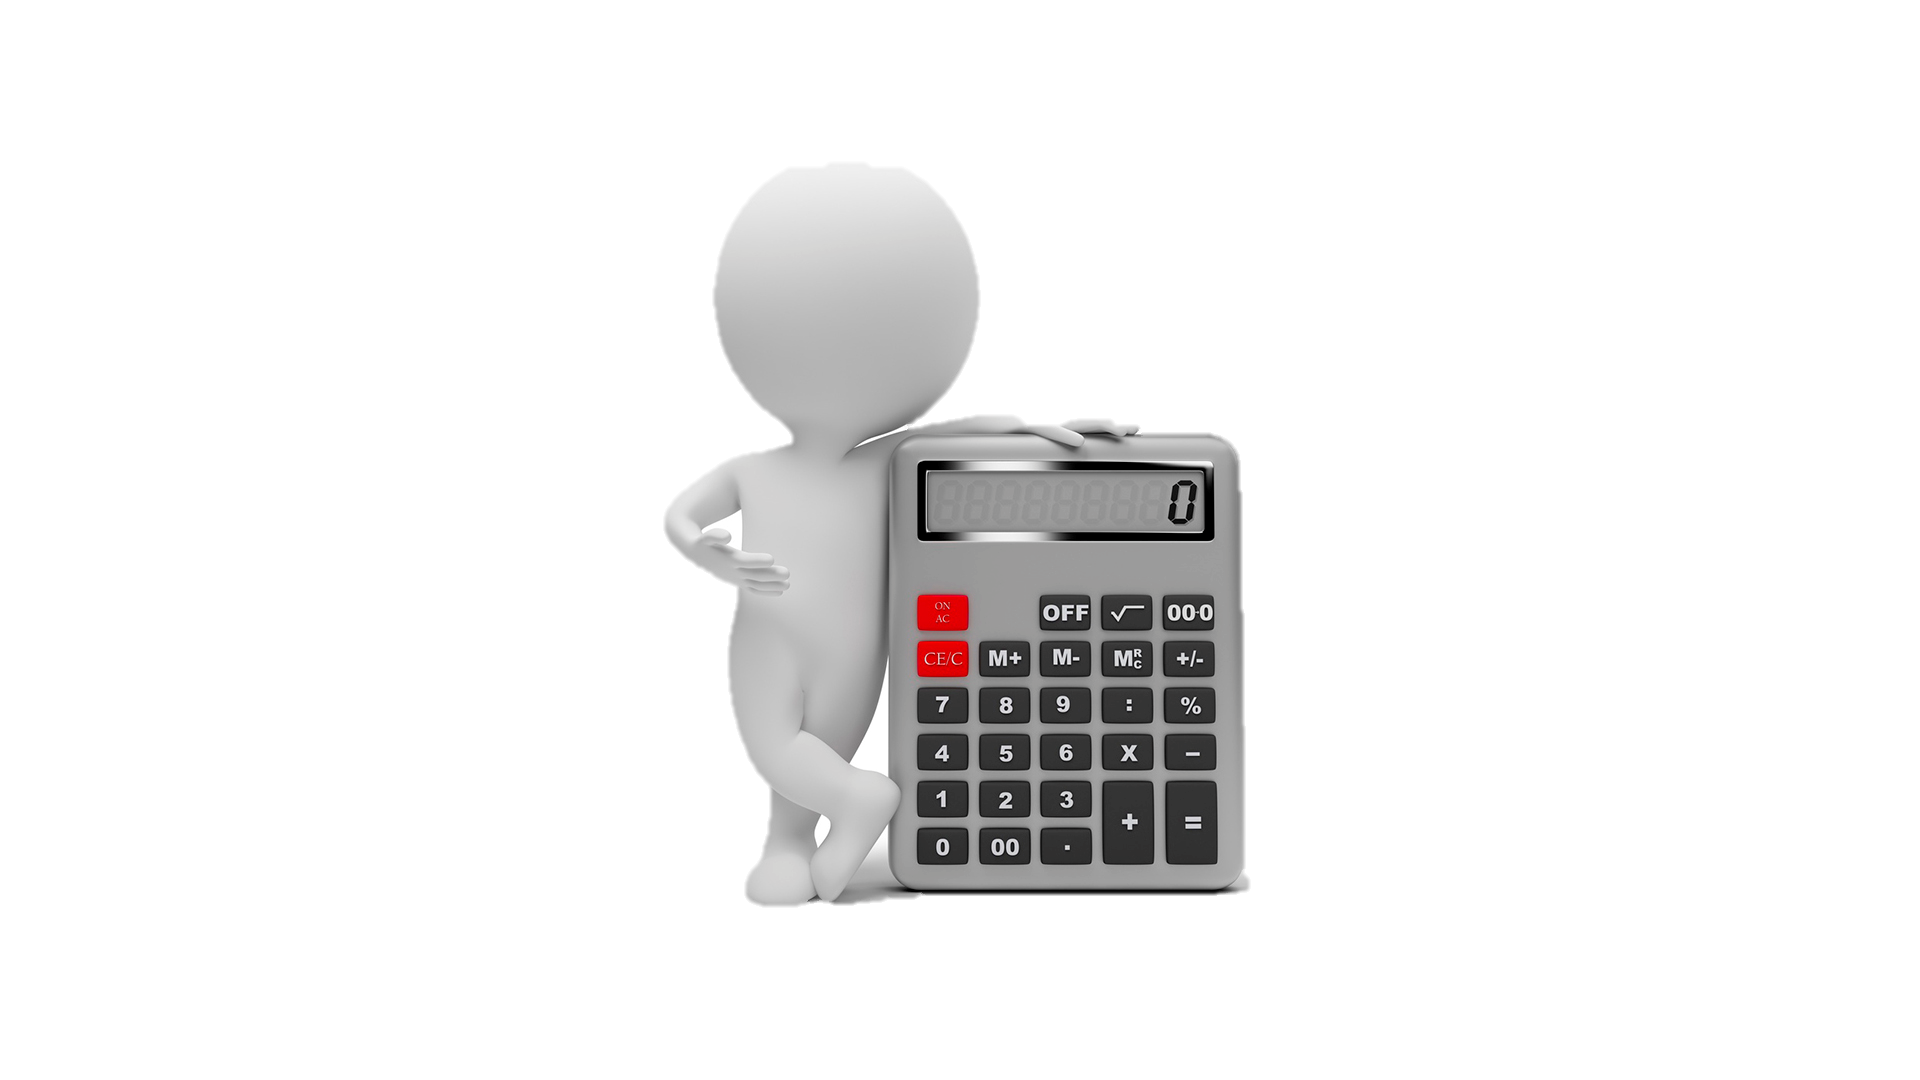 0
ON
AC
OFF √ 00·0
CE/C M+ M- MRC +/-
7 8 9 : %
4 5 6 X −
1 2 3
+ =
0 00 .